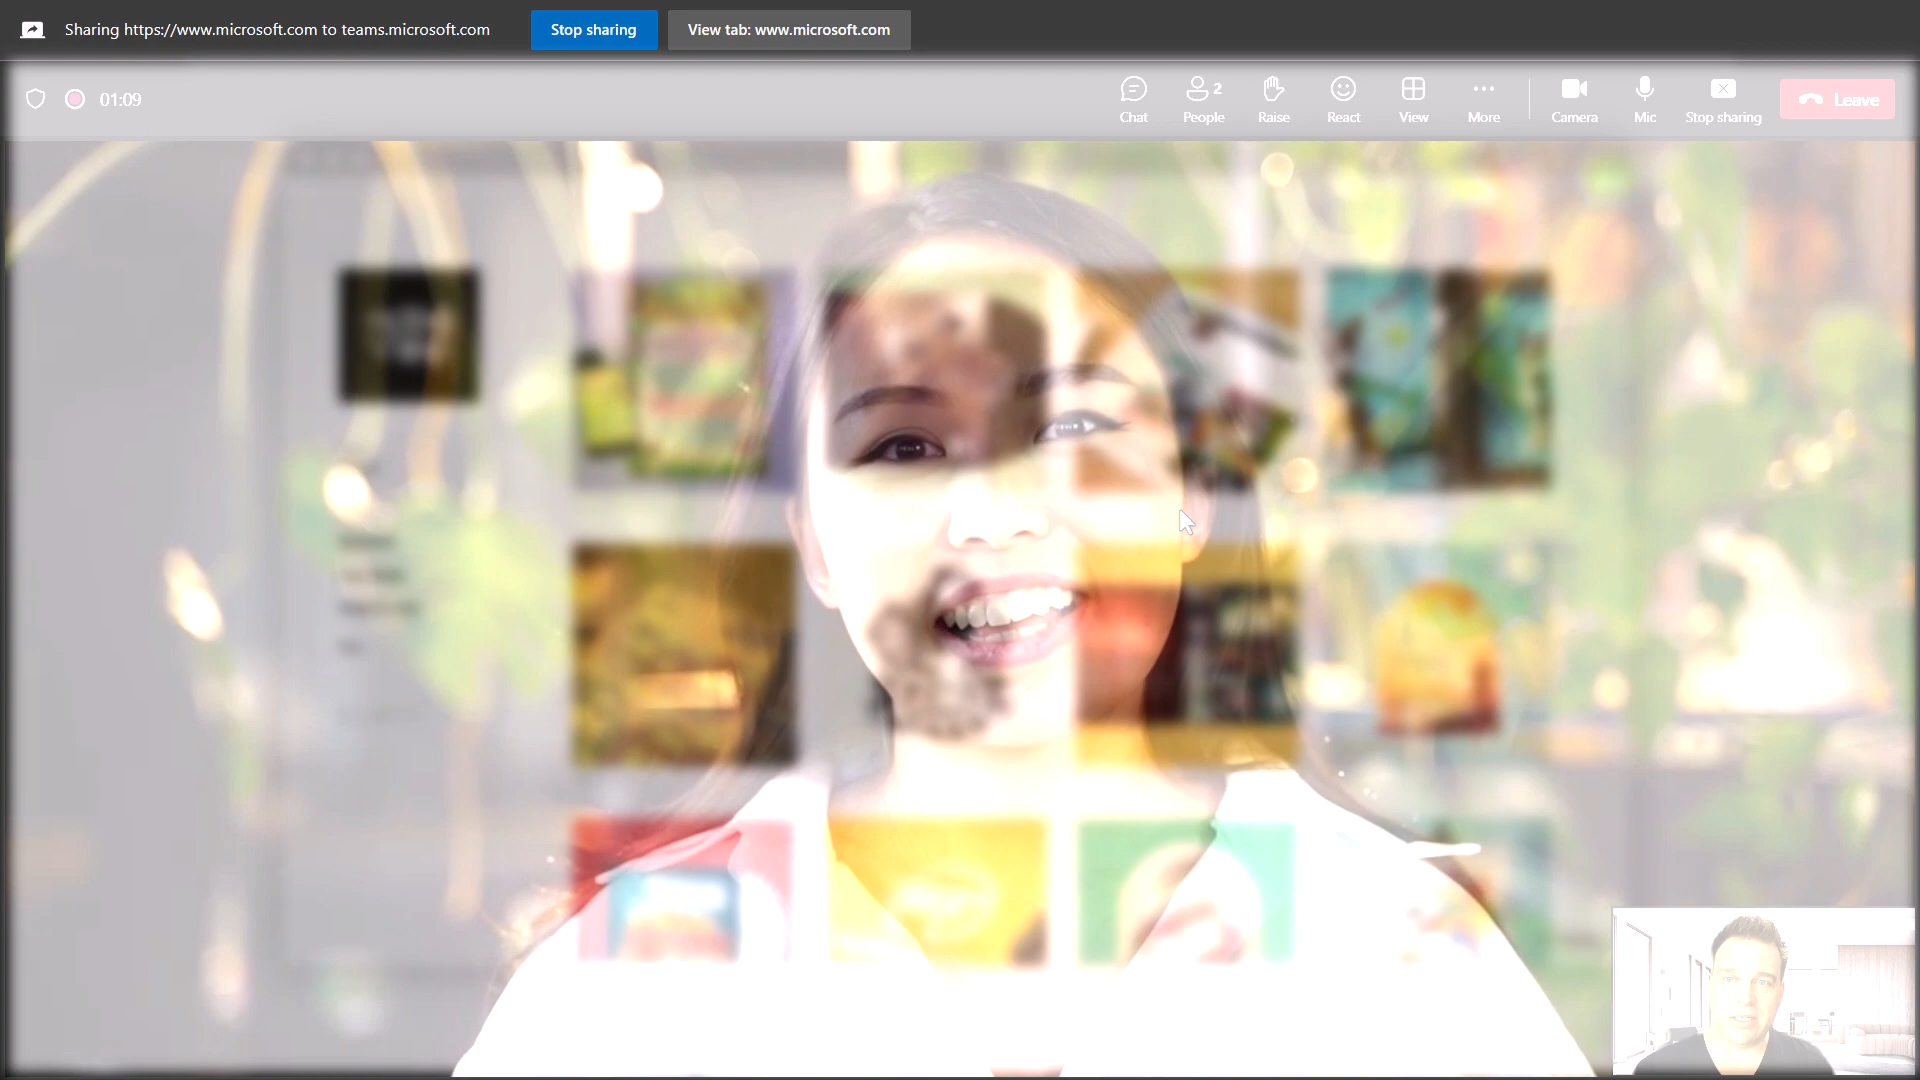 Sharing https://www.microsoft.com to teams.microsoft.com
Stop sharing
View tab: www.microsoft.com
01:09
2
Chat
People
Raise
React
View
More
Camera
Mic
Stop sharing
Leave